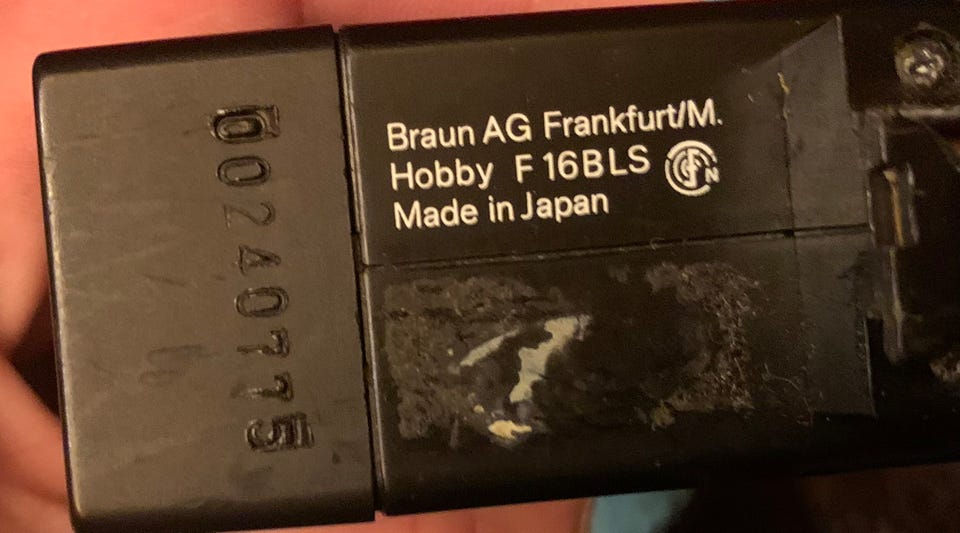 Braun AG Frankfurt/M.
Hobby F 16BLS
Made in Japan
00240775